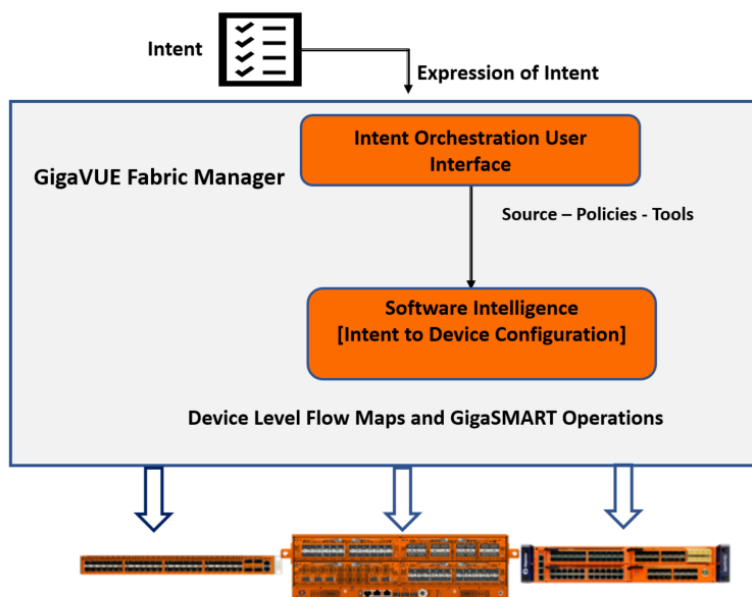 Intent
Expression of Intent
Intent Orchestration User
Interface
GigaVUE Fabric Manager
Source – Policies - Tools
Software Intelligence
[Intent to Device Configuration]
Device Level Flow Maps and GigaSMART Operations